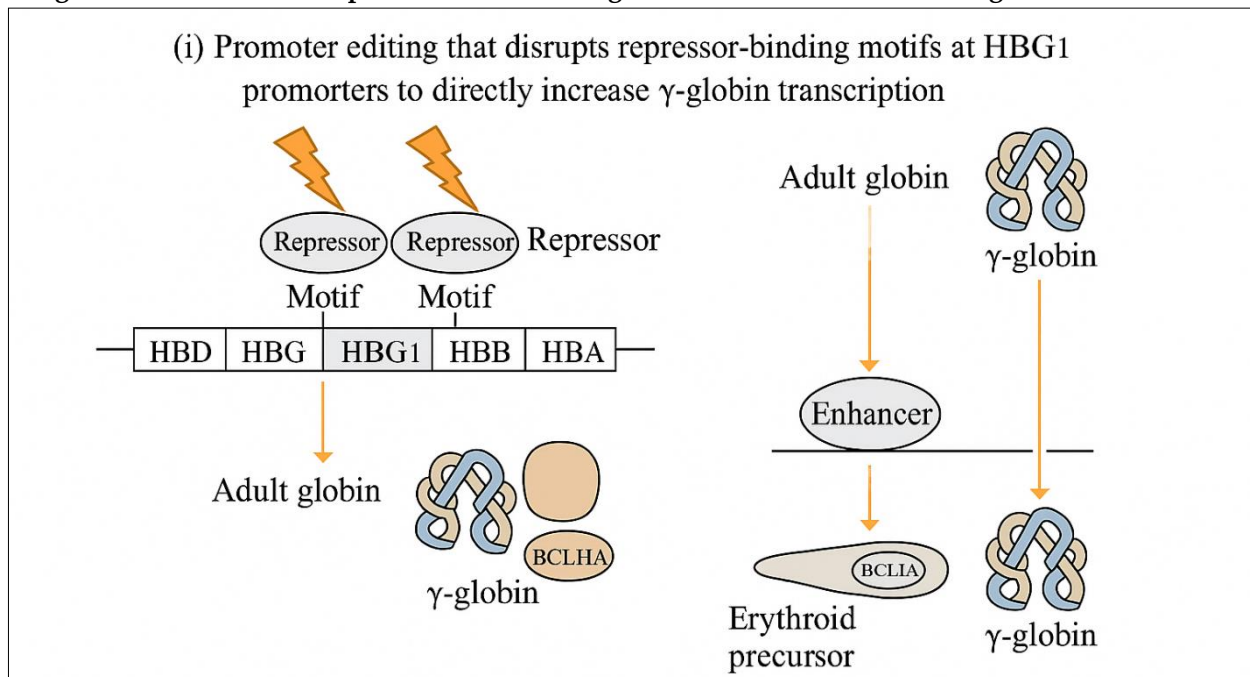 (i) Promoter editing that disrupts repressor-binding motifs at HBG1
promorters to directly increase γ-globin transcription
Repressor
Repressor
Repressor
Motif
Motif
HBD
HBG
HBG1
HBB
HBA
Adult globin
γ-globin
BCLHA
Adult globin
γ-globin
Enhancer
BCLIA
Erythroid
precursor
γ-globin